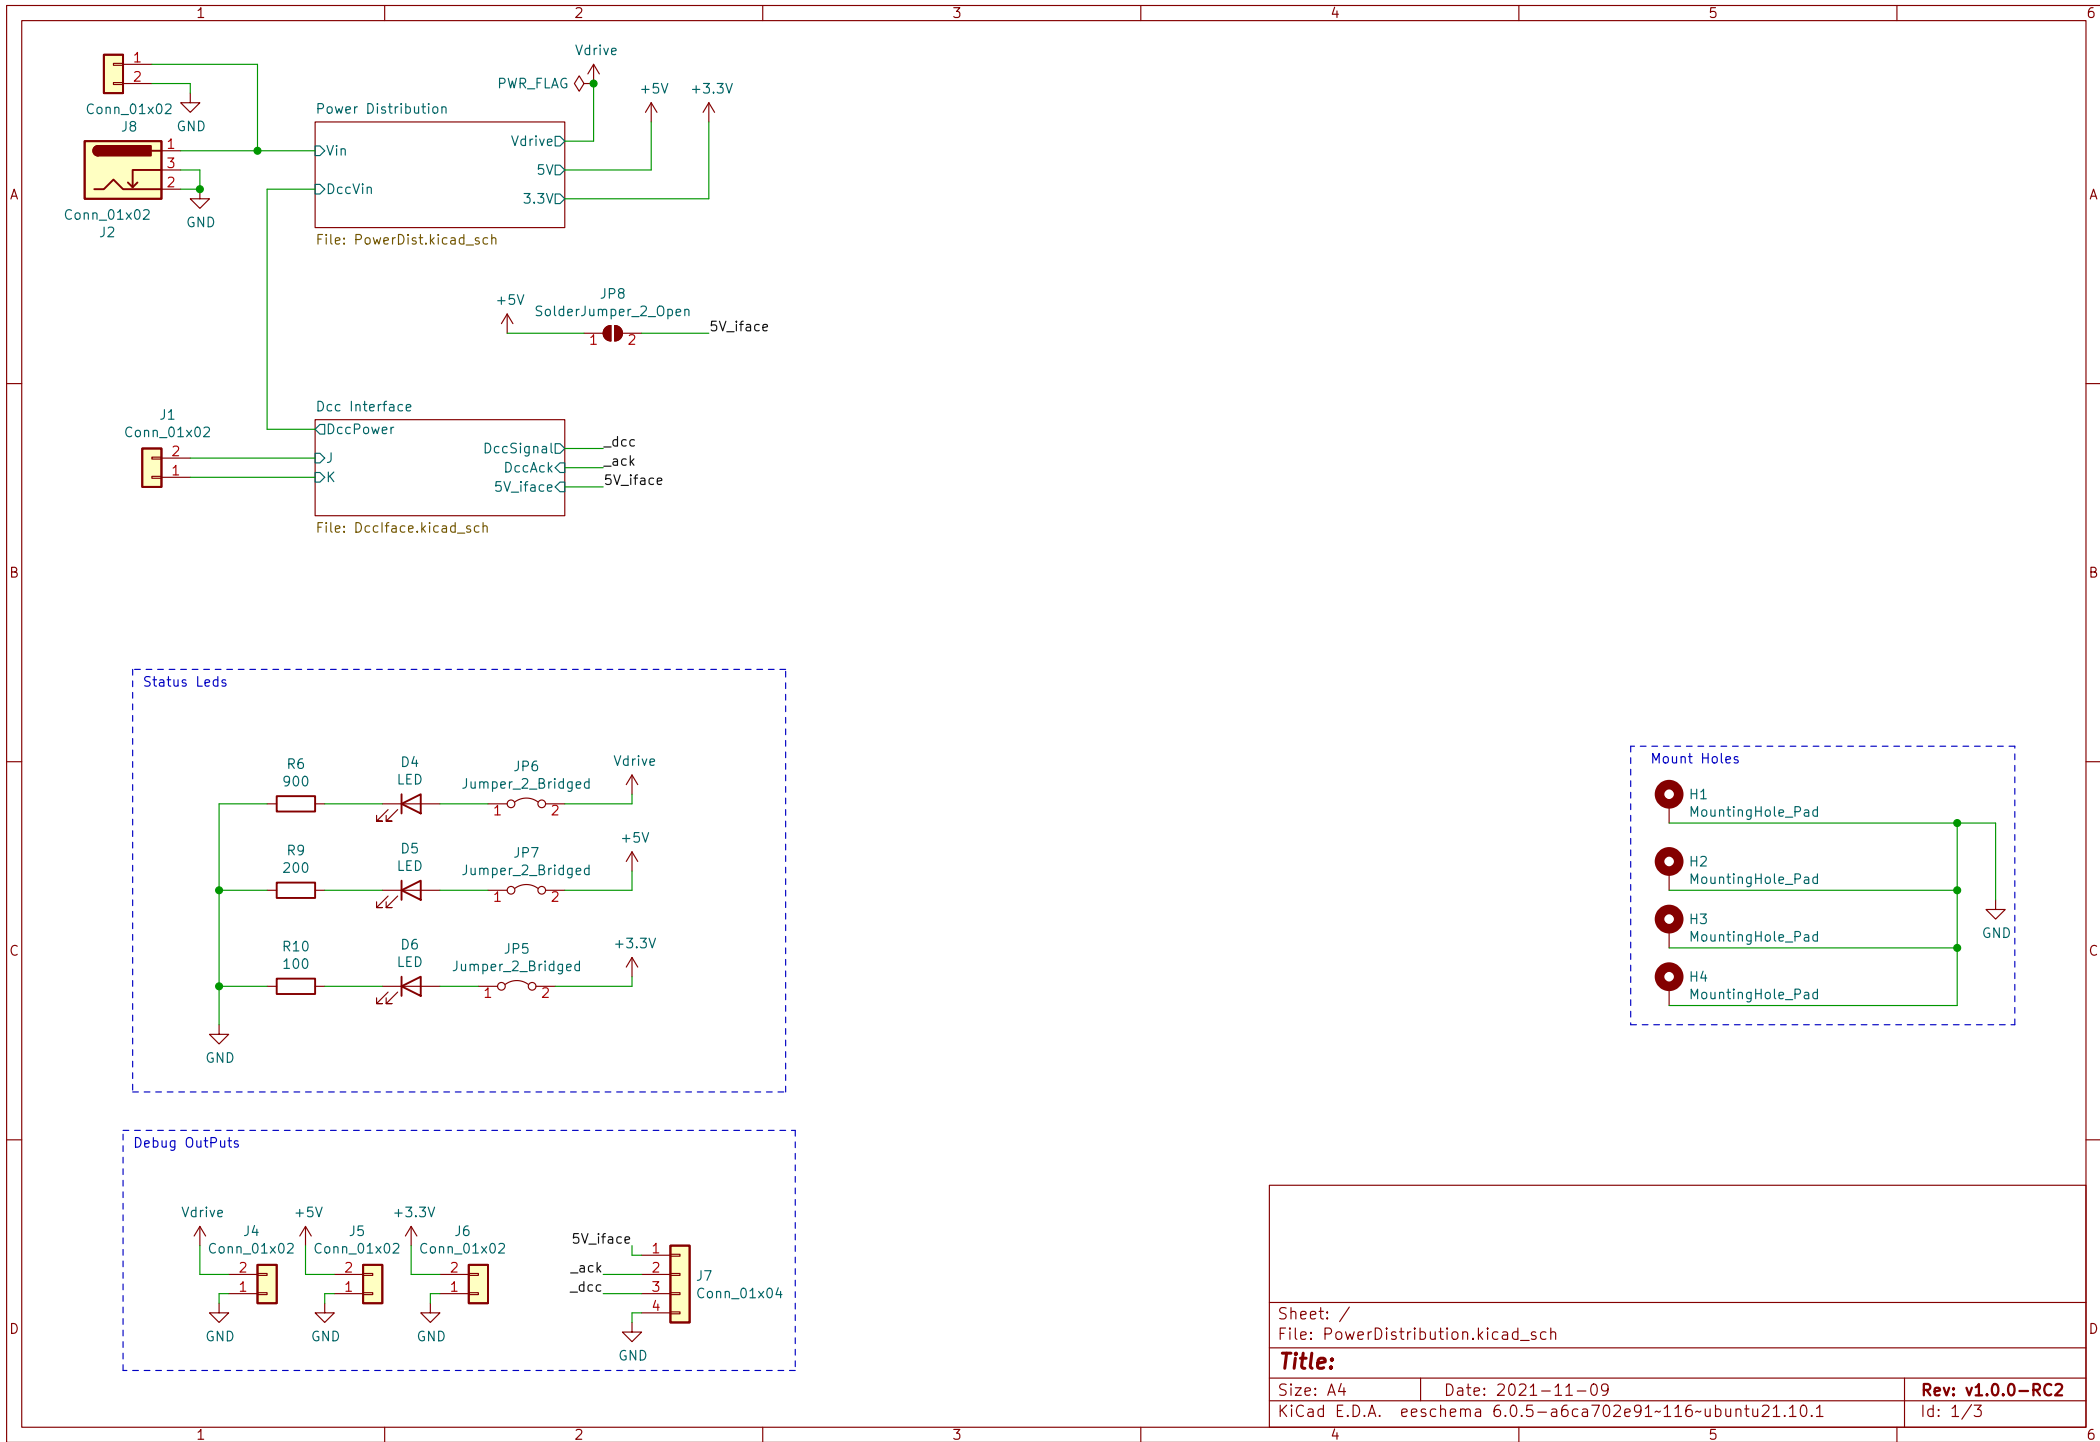 1 2 3 4 5 6
A
B
C
D
A
B
C
D
1 2 3 4 5 6
1
2
Conn_01x02
J8
GND
1
3
2
Conn_01x02
J2
GND
Power Distribution
Vin
DccVin
Vdrive
5V
3.3V
File: PowerDist.kicad_sch
Vdrive
PWR_FLAG
+5V
+3.3V
+5V
JP8
SolderJumper_2_Open
1 2
5V_iface
J1
Conn_01x02
2
1
Dcc Interface
DccPower
J
K
DccSignal
DccAck
5V_iface
_dcc
_ack
5V_iface
File: DccIface.kicad_sch
Status Leds
R6
900
D4
LED
JP6
Jumper_2_Bridged
1 2
Vdrive
R9
200
D5
LED
JP7
Jumper_2_Bridged
1 2
+5V
R10
100
D6
LED
JP5
Jumper_2_Bridged
1 2
+3.3V
GND
Mount Holes
H1
MountingHole_Pad
H2
MountingHole_Pad
H3
MountingHole_Pad
H4
MountingHole_Pad
GND
Debug OutPuts
Vdrive
J4
Conn_01x02
2
1
GND
+5V
J5
Conn_01x02
2
1
GND
+3.3V
J6
Conn_01x02
2
1
GND
5V_iface
_ack
_dcc
1
2
3
4
J7
Conn_01x04
GND
Sheet: /
File: PowerDistribution.kicad_sch
Title:
Size: A4 Date: 2021-11-09 Rev: v1.0.0-RC2
KiCad E.D.A. eeschema 6.0.5-a6ca702e91~116~ubuntu21.10.1 Id: 1/3